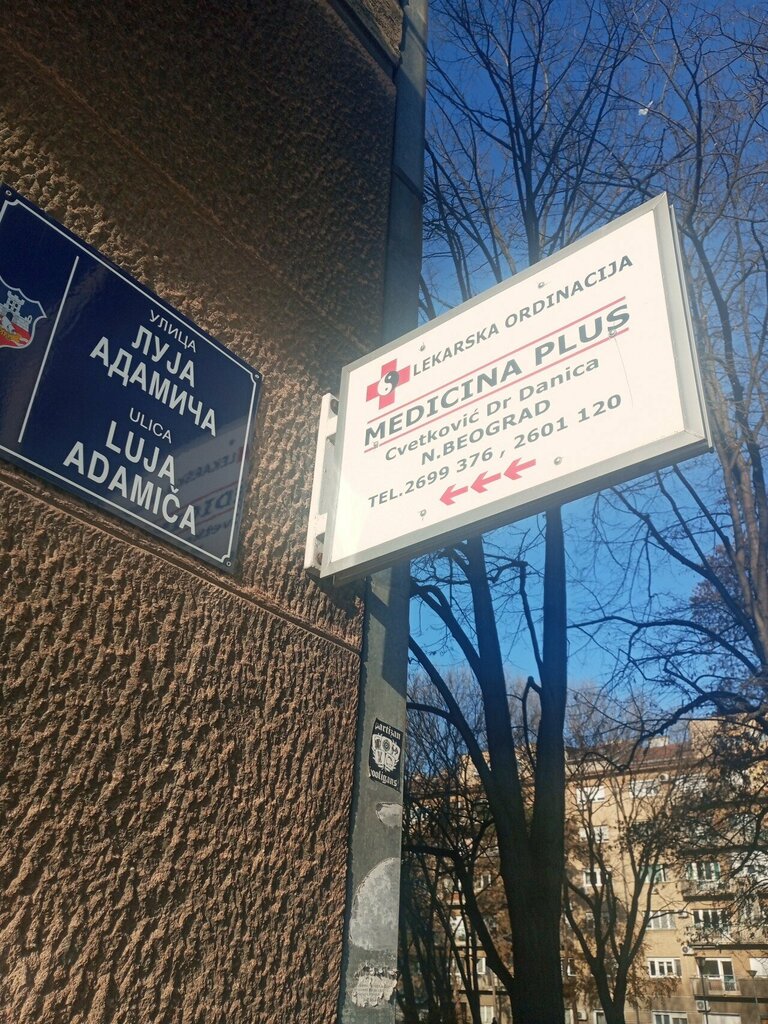 УЛИЦА
ЛУЈА
АДАМИЧА
ULICA
LUJA
ADAMIČA
LEKARSKA ORDINACIJA
MEDICINA PLUS
Cvetković Dr Danica
N.BEOGRAD
TEL.2699 376, 2601 120
partizan